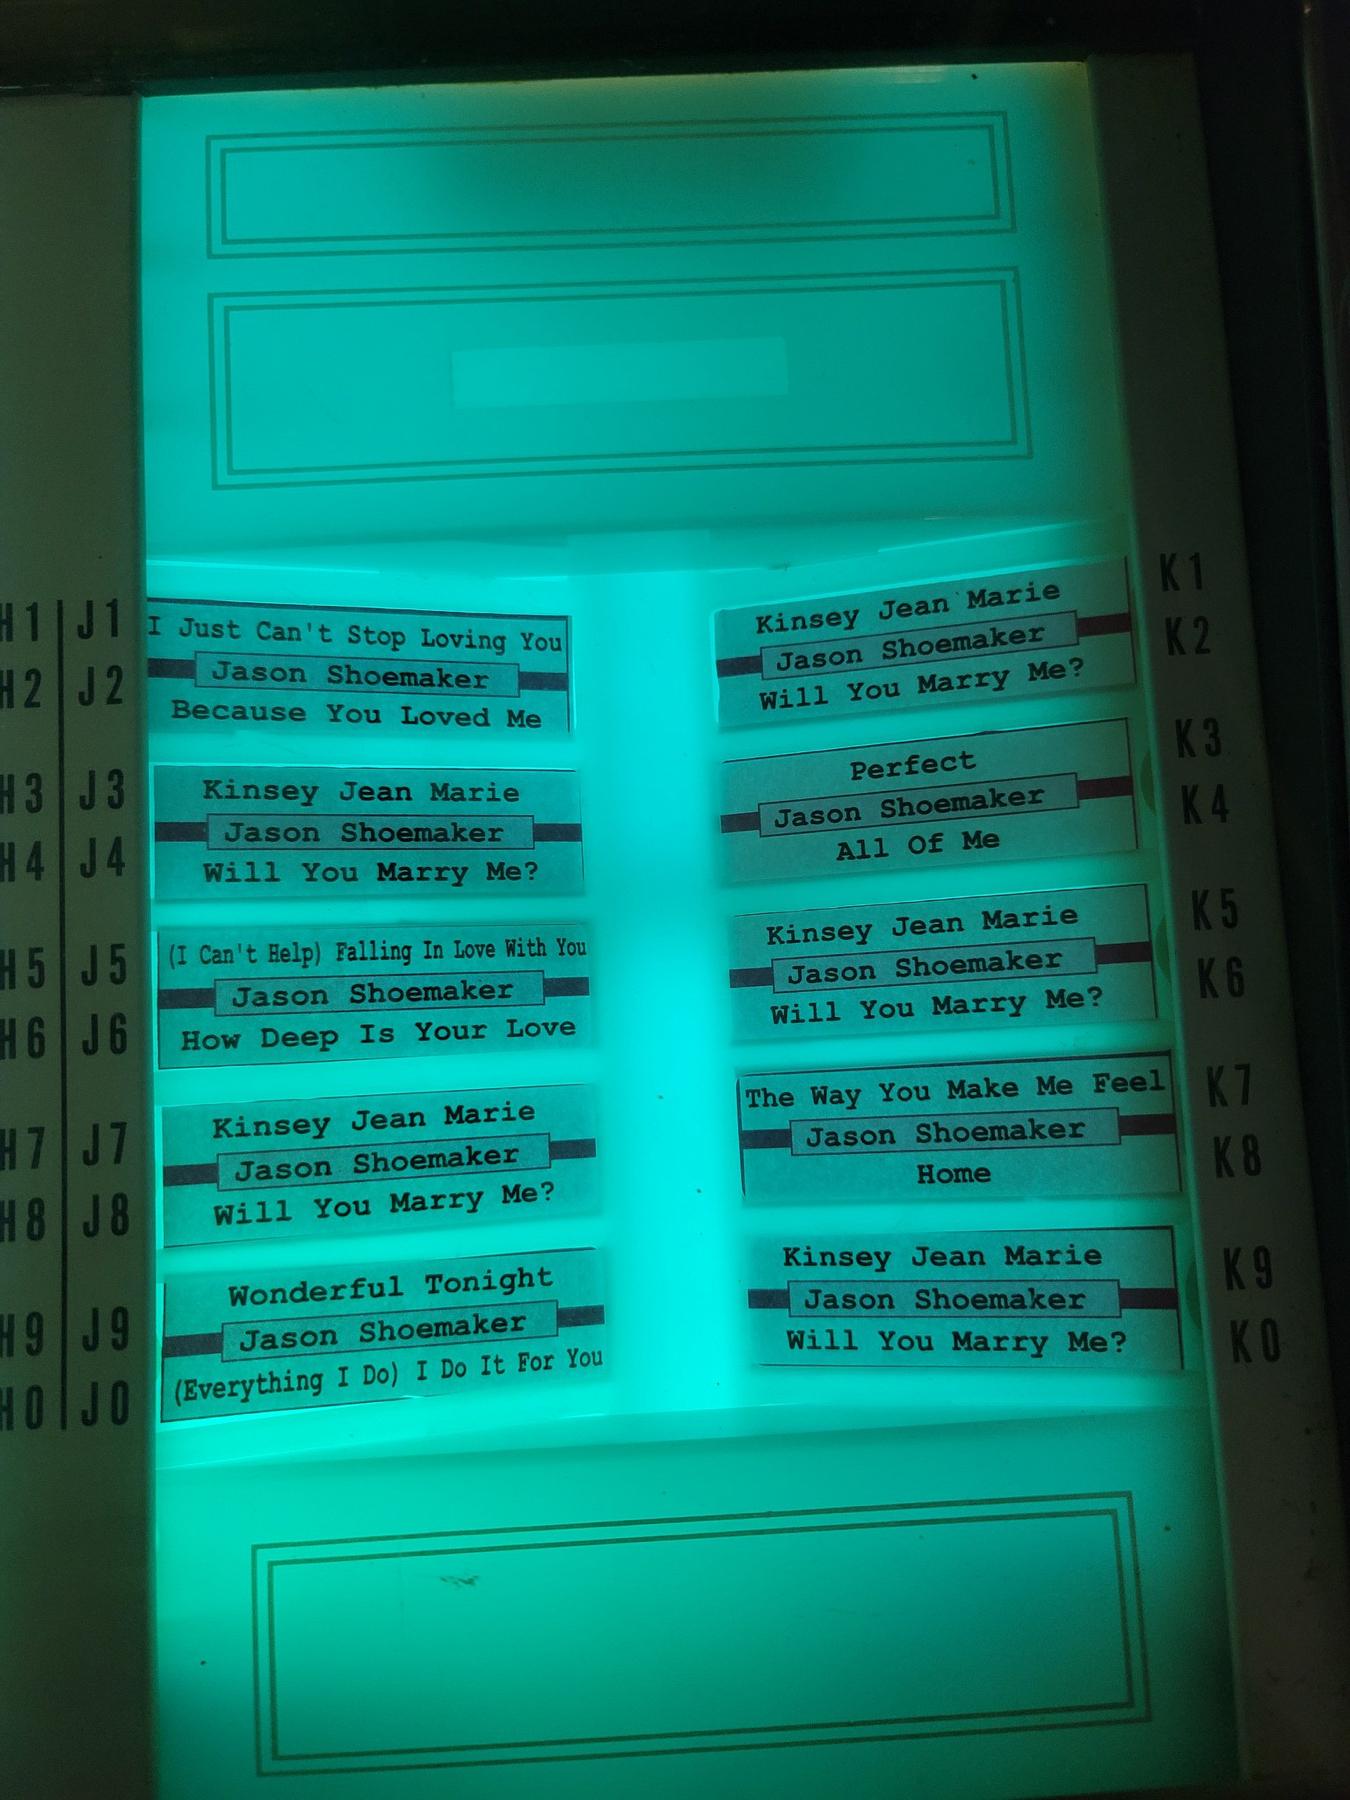 H1 J1
I Just Can't Stop Loving You
Jason Shoemaker
H2 J2
Because You Loved Me
H3 J3
Kinsey Jean Marie
Jason Shoemaker
H4 J4
Will You Marry Me?
H5 J5
(I Can't Help) Falling In Love With You
Jason Shoemaker
H6 J6
How Deep Is Your Love
H7 J7
Kinsey Jean Marie
Jason Shoemaker
H8 J8
Will You Marry Me?
Wonderful Tonight
H9 J9
Jason Shoemaker
(Everything I Do) I Do It For You
H0 J0
Kinsey Jean Marie
K1
Jason Shoemaker
K2
Will You Marry Me?
Perfect
K3
Jason Shoemaker
K4
All Of Me
Kinsey Jean Marie
K5
Jason Shoemaker
K6
Will You Marry Me?
The Way You Make Me Feel
K7
Jason Shoemaker
K8
Home
Kinsey Jean Marie
K9
Jason Shoemaker
Will You Marry Me?
K0